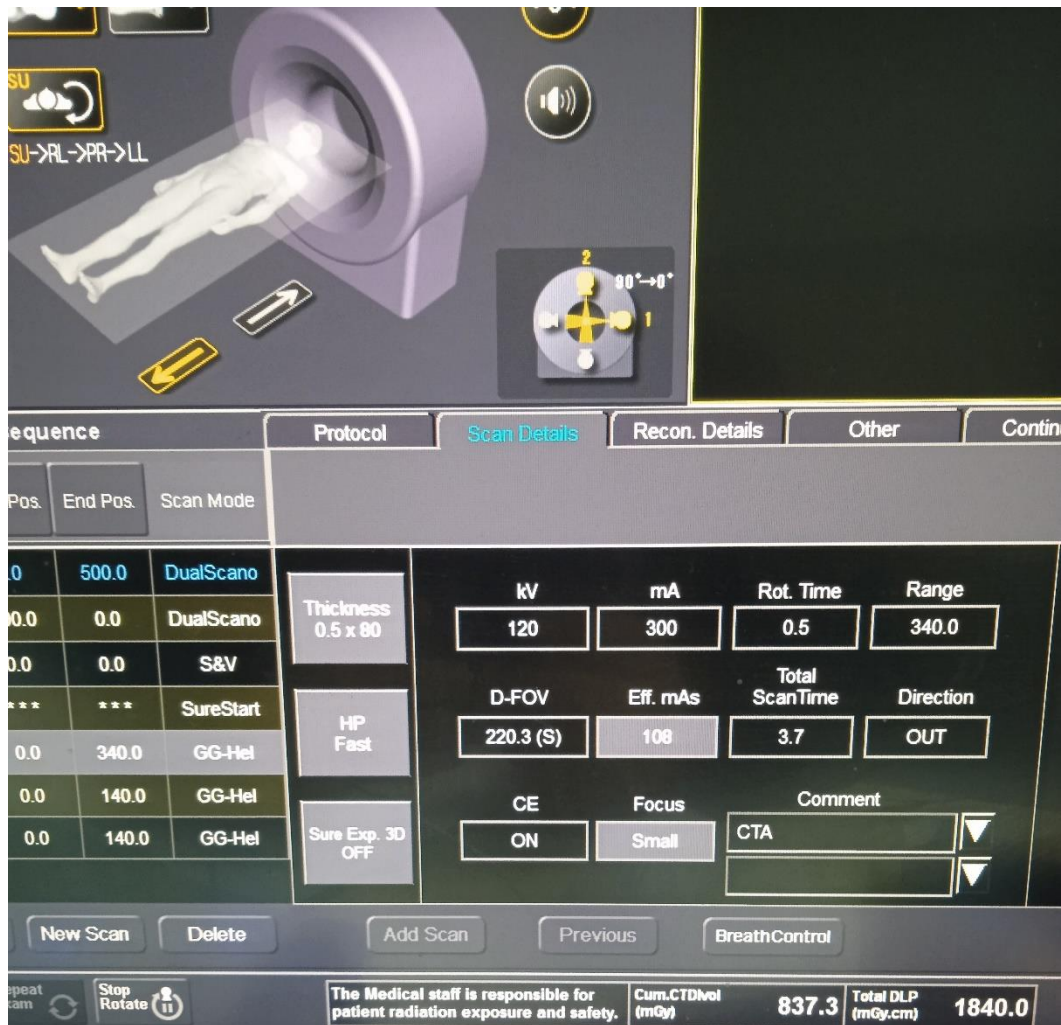 SU
SU->RL->PR->LL
2
90°→0°
1
equence
Protocol
Scan Details
Recon. Details
Other
Contin
Pos.
End Pos.
Scan Mode
.0
500.0
DualScano
00.0
0.0
DualScano
0.0
0.0
S&V
***
***
SureStart
0.0
340.0
GG-Hel
0.0
140.0
GG-Hel
0.0
140.0
GG-Hel
Thickness
0.5 x 80
HP
Fast
Sure Exp. 3D
OFF
kV
mA
Rot. Time
Range
120
300
0.5
340.0
D-FOV
Eff. mAs
Total
ScanTime
Direction
220.3 (S)
108
3.7
OUT
CE
Focus
Comment
ON
Small
CTA
New Scan
Delete
Add Scan
Previous
BreathControl
epeat
xam
Stop
Rotate
The Medical staff is responsible for
patient radiation exposure and safety.
Cum.CTDIvol
(mGy)
837.3
Total DLP
(mGy.cm)
1840.0